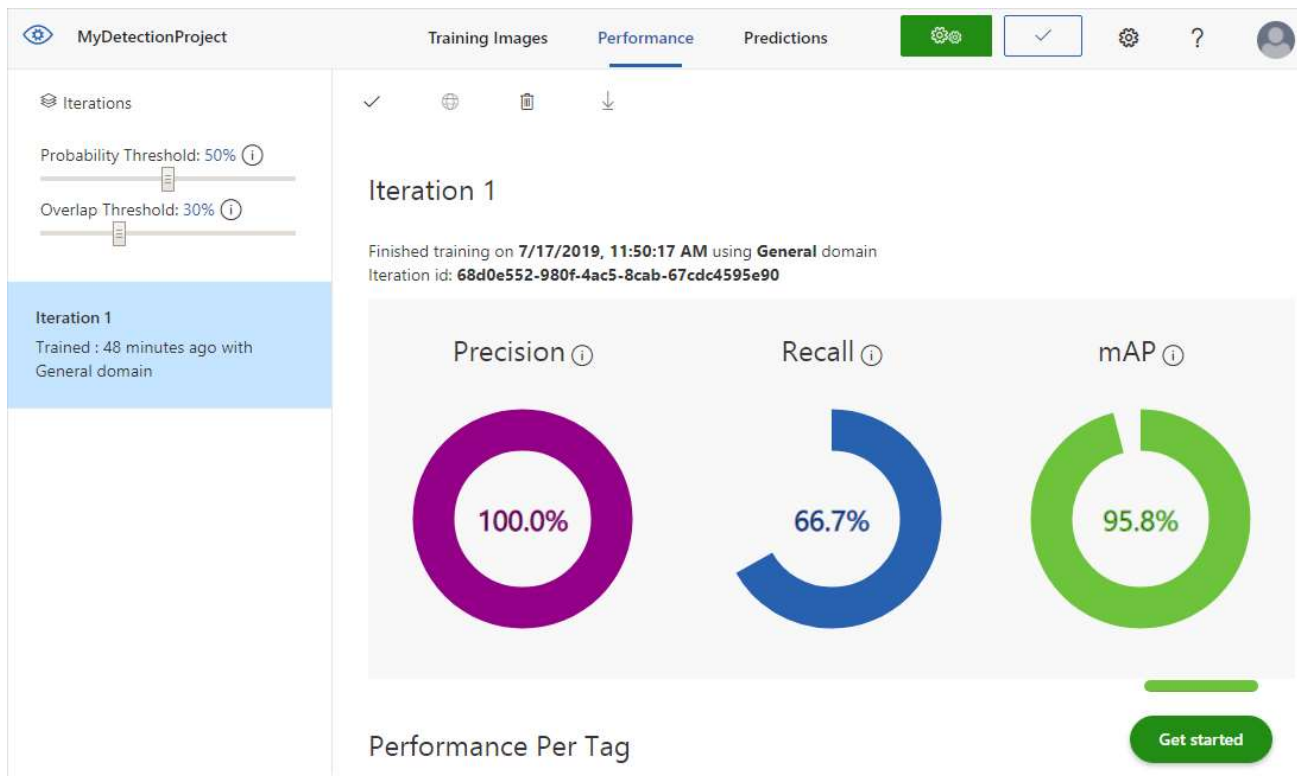 MyDetectionProject
Training Images
Performance
Predictions
?
Iterations
Probability Threshold: 50%
Overlap Threshold: 30%
Iteration 1
Trained : 48 minutes ago with
General domain
Iteration 1
Finished training on 7/17/2019, 11:50:17 AM using General domain
Iteration id: 68d0e552-980f-4ac5-8cab-67cdc4595e90
Precision
Recall
mAP
100.0%
66.7%
95.8%
Performance Per Tag
Get started